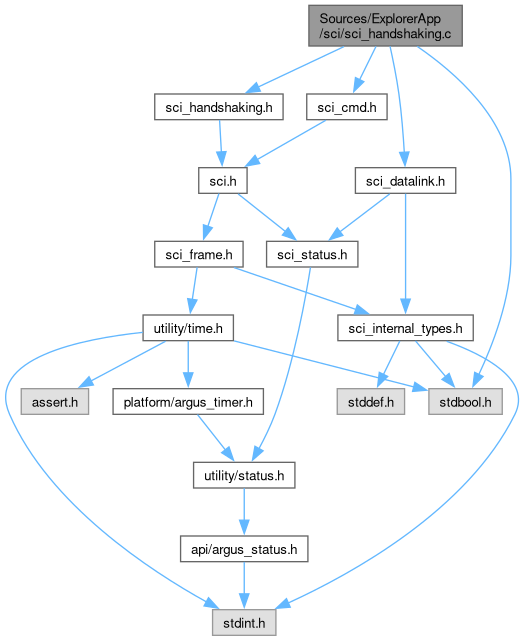 Sources/ExplorerApp
/sci/sci_handshaking.c
sci_handshaking.h
sci_cmd.h
sci.h
sci_datalink.h
sci_frame.h
sci_status.h
utility/time.h
sci_internal_types.h
assert.h
platform/argus_timer.h
stddef.h
stdbool.h
utility/status.h
api/argus_status.h
stdint.h